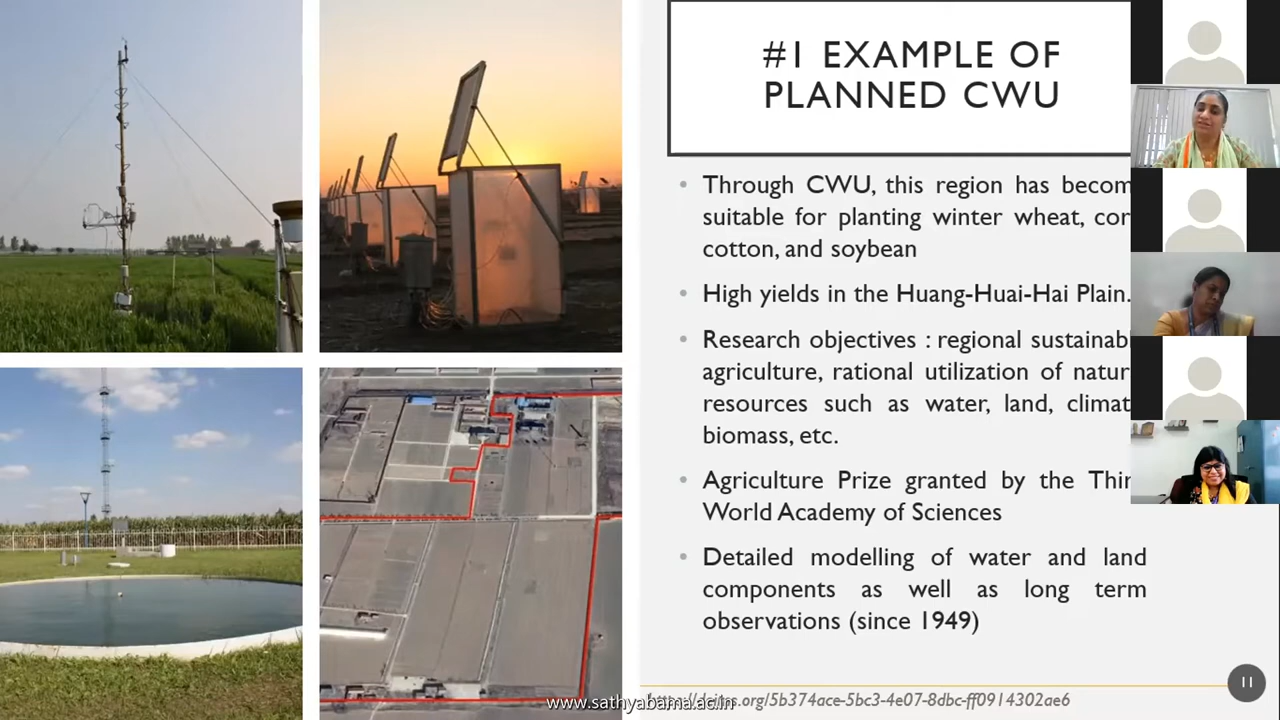 #1 EXAMPLE OF
PLANNED CWU
Through CWU, this region has becom
suitable for planting winter wheat, cor
cotton, and soybean
High yields in the Huang-Huai-Hai Plain.
Research objectives : regional sustainabl
agriculture, rational utilization of natur
resources such as water, land, climat
biomass, etc.
Agriculture Prize granted by the Thir
World Academy of Sciences
Detailed modelling of water and land
components as well as long term
observations (since 1949)
11
www.sathyabama.ac.in